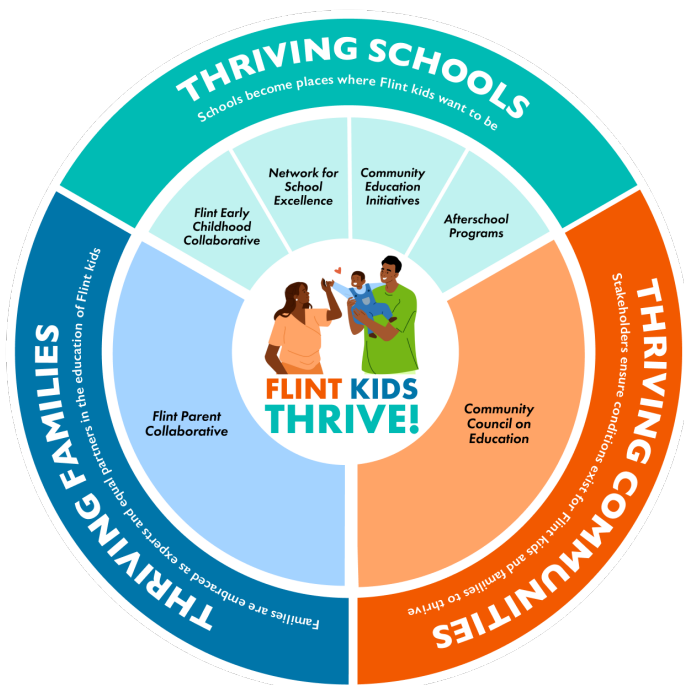 THRIVING SCHOOLS
Schools become places where Flint kids want to be
Flint Early
Childhood
Collaborative
Network for
School
Excellence
Community
Education
Initiatives
Afterschool
Programs
THRIVING FAMILIES
Families are embraced as experts and equal partners in the education of Flint kids
Flint Parent
Collaborative
FLINT KIDS
THRIVE!
Community
Council on
Education
THRIVING COMMUNITIES
Stakeholders ensure conditions exist for Flint kids and families to thrive